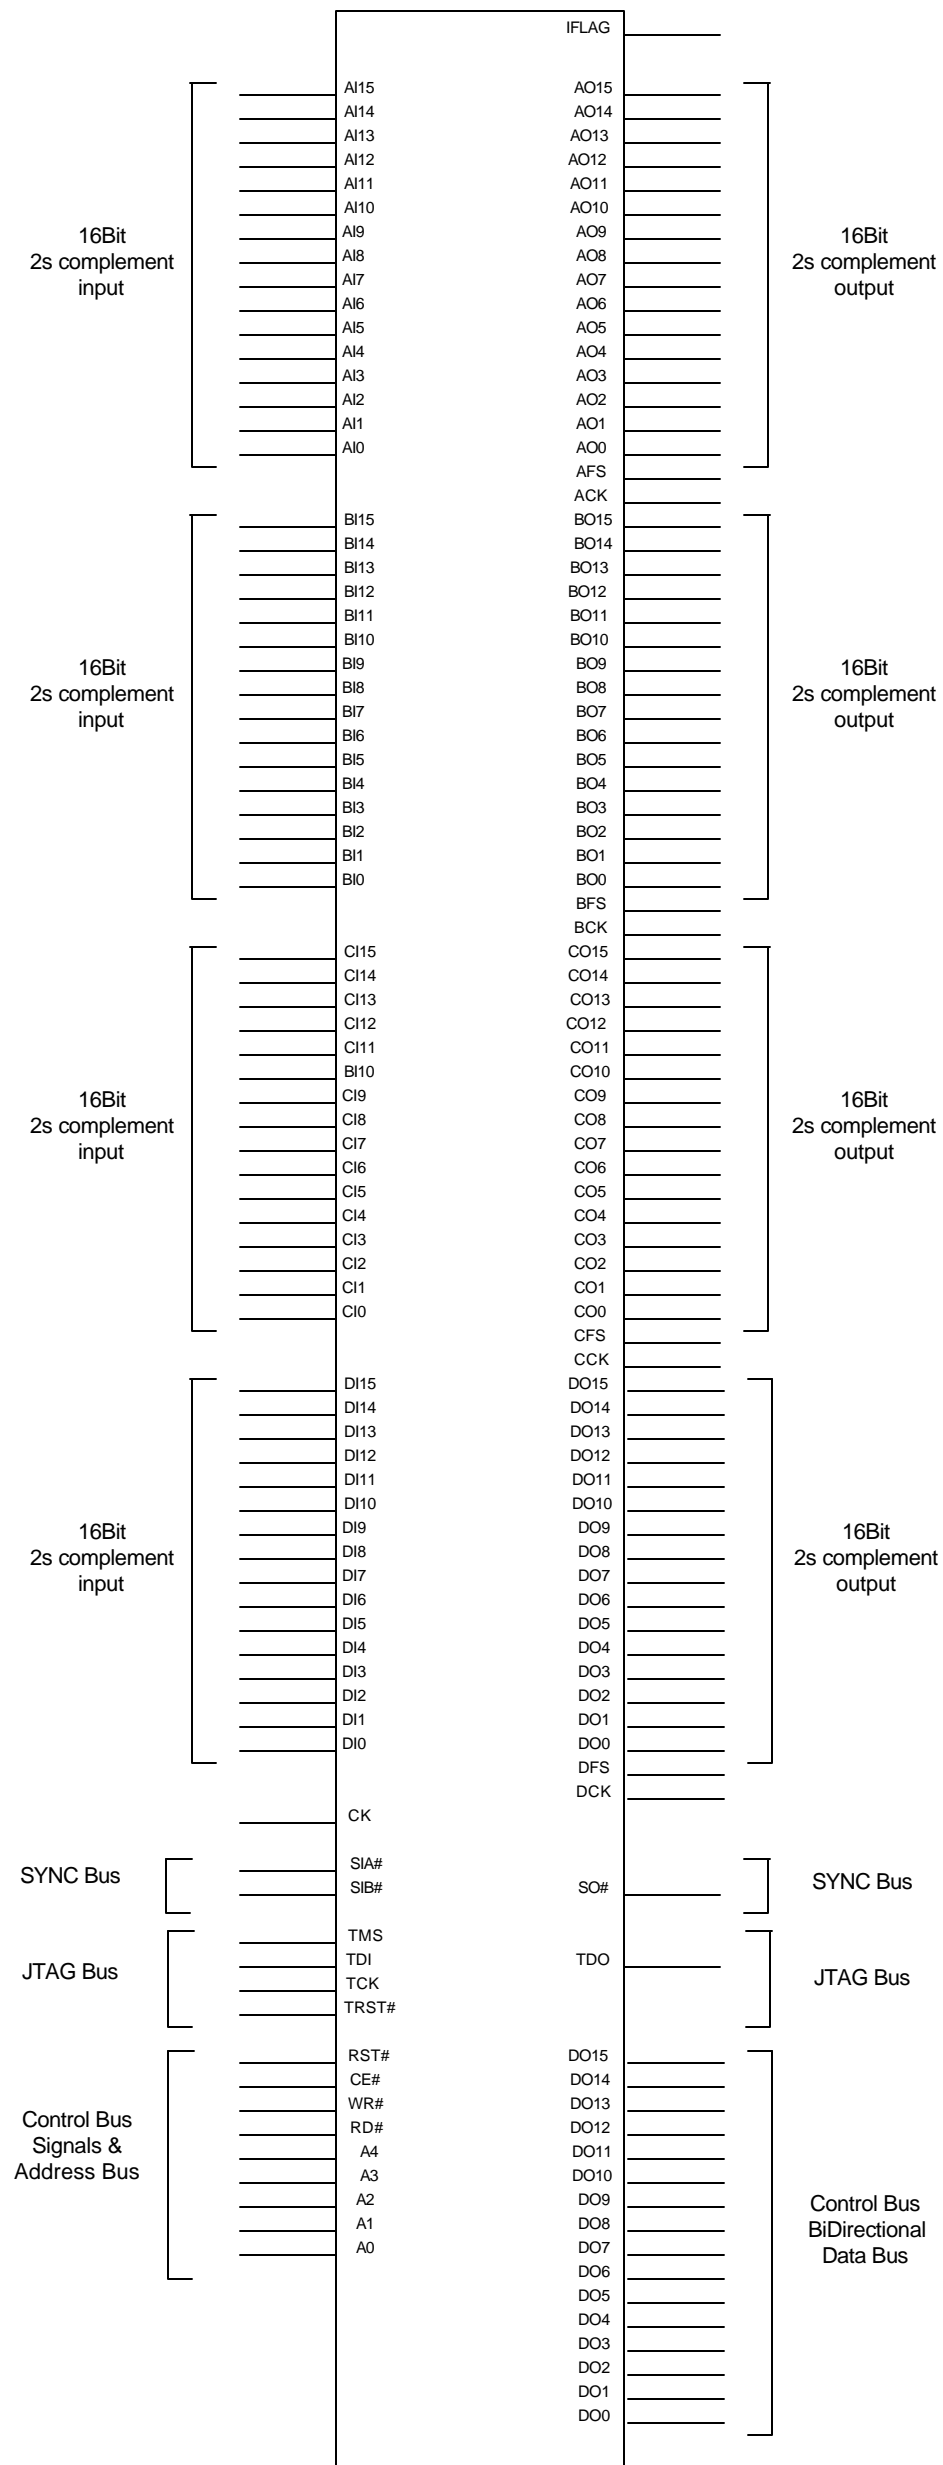 IFLAG
AI15 AO15
AI14 AO14
AI13 AO13
AI12 AO12
AI11 AO11
AI10 AO10
AI9 AO9
AI8 AO8
AI7 AO7
AI6 AO6
AI5 AO5
AI4 AO4
AI3 AO3
AI2 AO2
AI1 AO1
AI0 AO0
16Bit
2s complement
input
16Bit
2s complement
output
AFS
ACK
BI15 BO15
BI14 BO14
BI13 BO13
BI12 BO12
BI11 BO11
BI10 BO10
BI9 BO9
BI8 BO8
BI7 BO7
BI6 BO6
BI5 BO5
BI4 BO4
BI3 BO3
BI2 BO2
BI1 BO1
BI0 BO0
16Bit
2s complement
input
16Bit
2s complement
output
BFS
BCK
CI15 CO15
CI14 CO14
CI13 CO13
CI12 CO12
CI11 CO11
BI10 CO10
CI9 CO9
CI8 CO8
CI7 CO7
CI6 CO6
CI5 CO5
CI4 CO4
CI3 CO3
CI2 CO2
CI1 CO1
CI0 CO0
16Bit
2s complement
input
16Bit
2s complement
output
CFS
CCK
DI15 DO15
DI14 DO14
DI13 DO13
DI12 DO12
DI11 DO11
DI10 DO10
DI9 DO9
DI8 DO8
DI7 DO7
DI6 DO6
DI5 DO5
DI4 DO4
DI3 DO3
DI2 DO2
DI1 DO1
DI0 DO0
16Bit
2s complement
input
16Bit
2s complement
output
DFS
DCK
CK
SYNC Bus
SIA#
SIB# SO#
SYNC Bus
JTAG Bus
TMS
TDI TDO
TCK
TRST#
JTAG Bus
Control Bus
Signals &
Address Bus
RST# DO15
CE# DO14
WR# DO13
RD# DO12
A4 DO11
A3 DO10
A2 DO9
A1 DO8
A0 DO7
DO6
DO5
DO4
DO3
DO2
DO1
DO0
Control Bus
BiDirectional
Data Bus